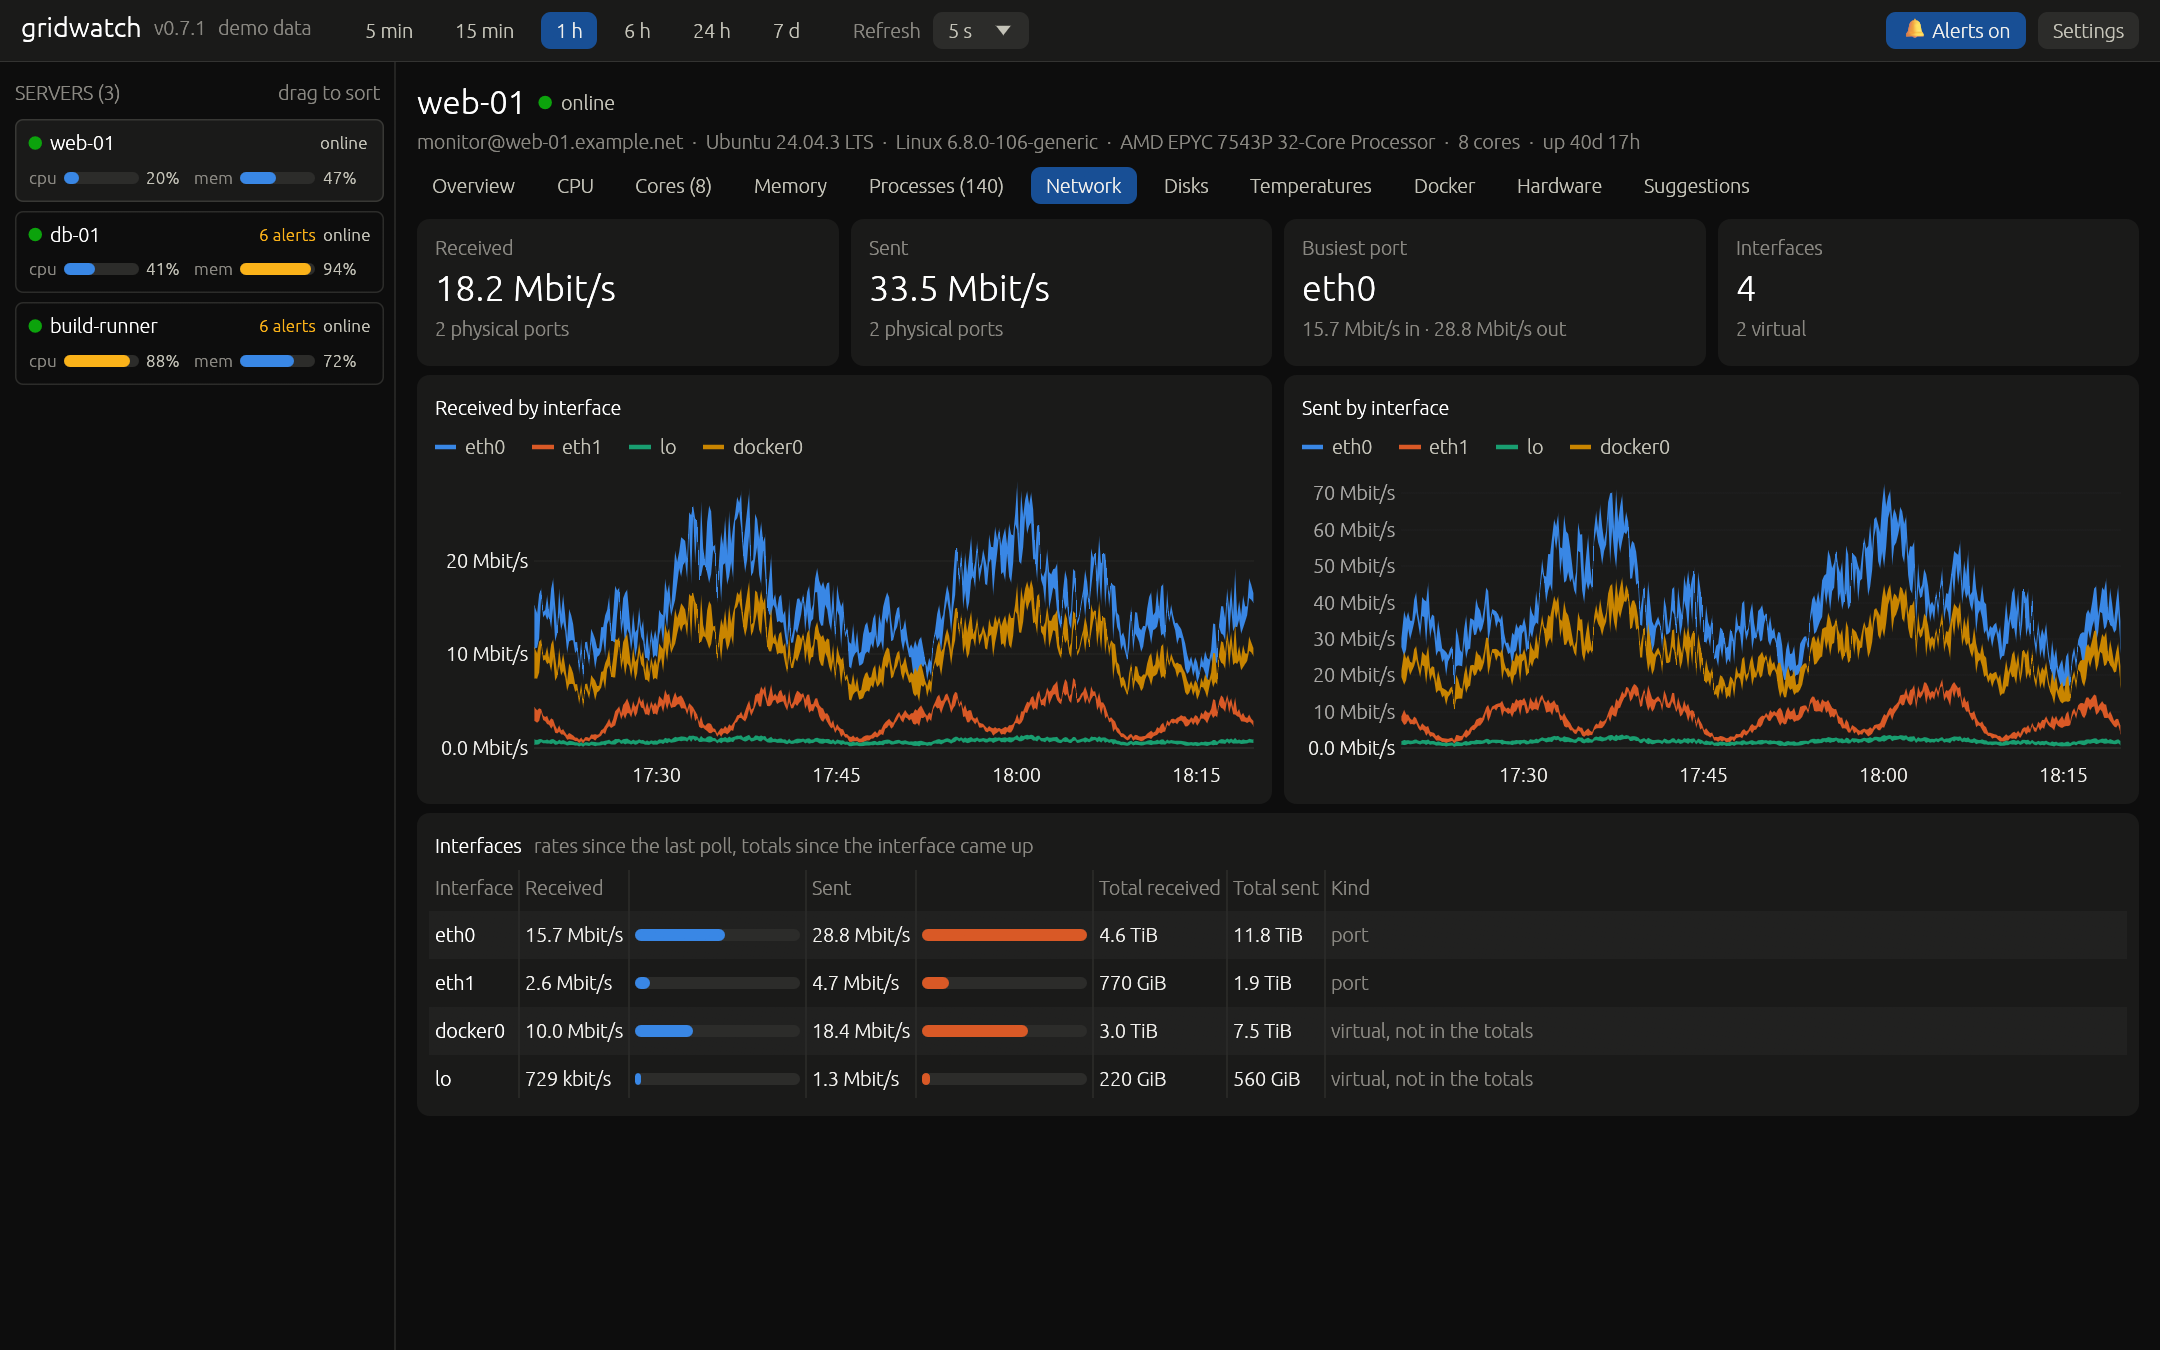 gridwatch v0.7.1 demo data 5 min 15 min 1 h 6 h 24 h 7 d Refresh 5 s Alerts on Settings
SERVERS (3) drag to sort
web-01 online
cpu 20% mem 47%
db-01 6 alerts online
cpu 41% mem 94%
build-runner 6 alerts online
cpu 88% mem 72%
web-01 online
monitor@web-01.example.net · Ubuntu 24.04.3 LTS · Linux 6.8.0-106-generic · AMD EPYC 7543P 32-Core Processor · 8 cores · up 40d 17h
Overview CPU Cores (8) Memory Processes (140) Network Disks Temperatures Docker Hardware Suggestions
Received
18.2 Mbit/s
2 physical ports
Sent
33.5 Mbit/s
2 physical ports
Busiest port
eth0
15.7 Mbit/s in · 28.8 Mbit/s out
Interfaces
4
2 virtual
Received by interface
eth0 eth1 lo docker0
20 Mbit/s
10 Mbit/s
0.0 Mbit/s
17:30 17:45 18:00 18:15
Sent by interface
eth0 eth1 lo docker0
70 Mbit/s
60 Mbit/s
50 Mbit/s
40 Mbit/s
30 Mbit/s
20 Mbit/s
10 Mbit/s
0.0 Mbit/s
17:30 17:45 18:00 18:15
Interfaces rates since the last poll, totals since the interface came up
Interface Received Sent Total received Total sent Kind
eth0 15.7 Mbit/s 28.8 Mbit/s 4.6 TiB 11.8 TiB port
eth1 2.6 Mbit/s 4.7 Mbit/s 770 GiB 1.9 TiB port
docker0 10.0 Mbit/s 18.4 Mbit/s 3.0 TiB 7.5 TiB virtual, not in the totals
lo 729 kbit/s 1.3 Mbit/s 220 GiB 560 GiB virtual, not in the totals